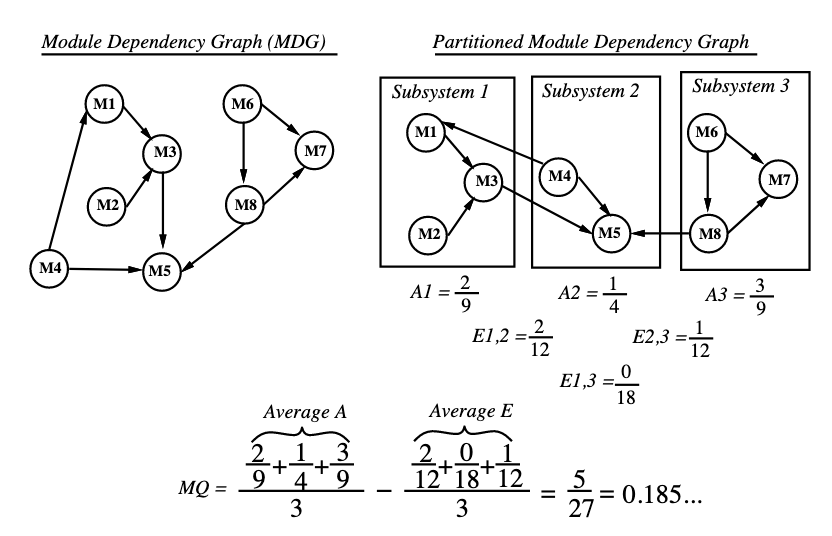 Module Dependency Graph (MDG)
M1
M6
M3
M7
M2
M8
M4
M5
Partitioned Module Dependency Graph
Subsystem 1
Subsystem 2
Subsystem 3
M1
M6
M3
M4
M7
M2
M5
M8
A1 = 2/9
A2 = 1/4
A3 = 3/9
E1,2 = 2/12
E2,3 = 1/12
E1,3 = 0/18
Average A
Average E
MQ = (2/9 + 1/4 + 3/9)/3 − (2/12 + 0/18 + 1/12)/3 = 5/27 = 0.185...